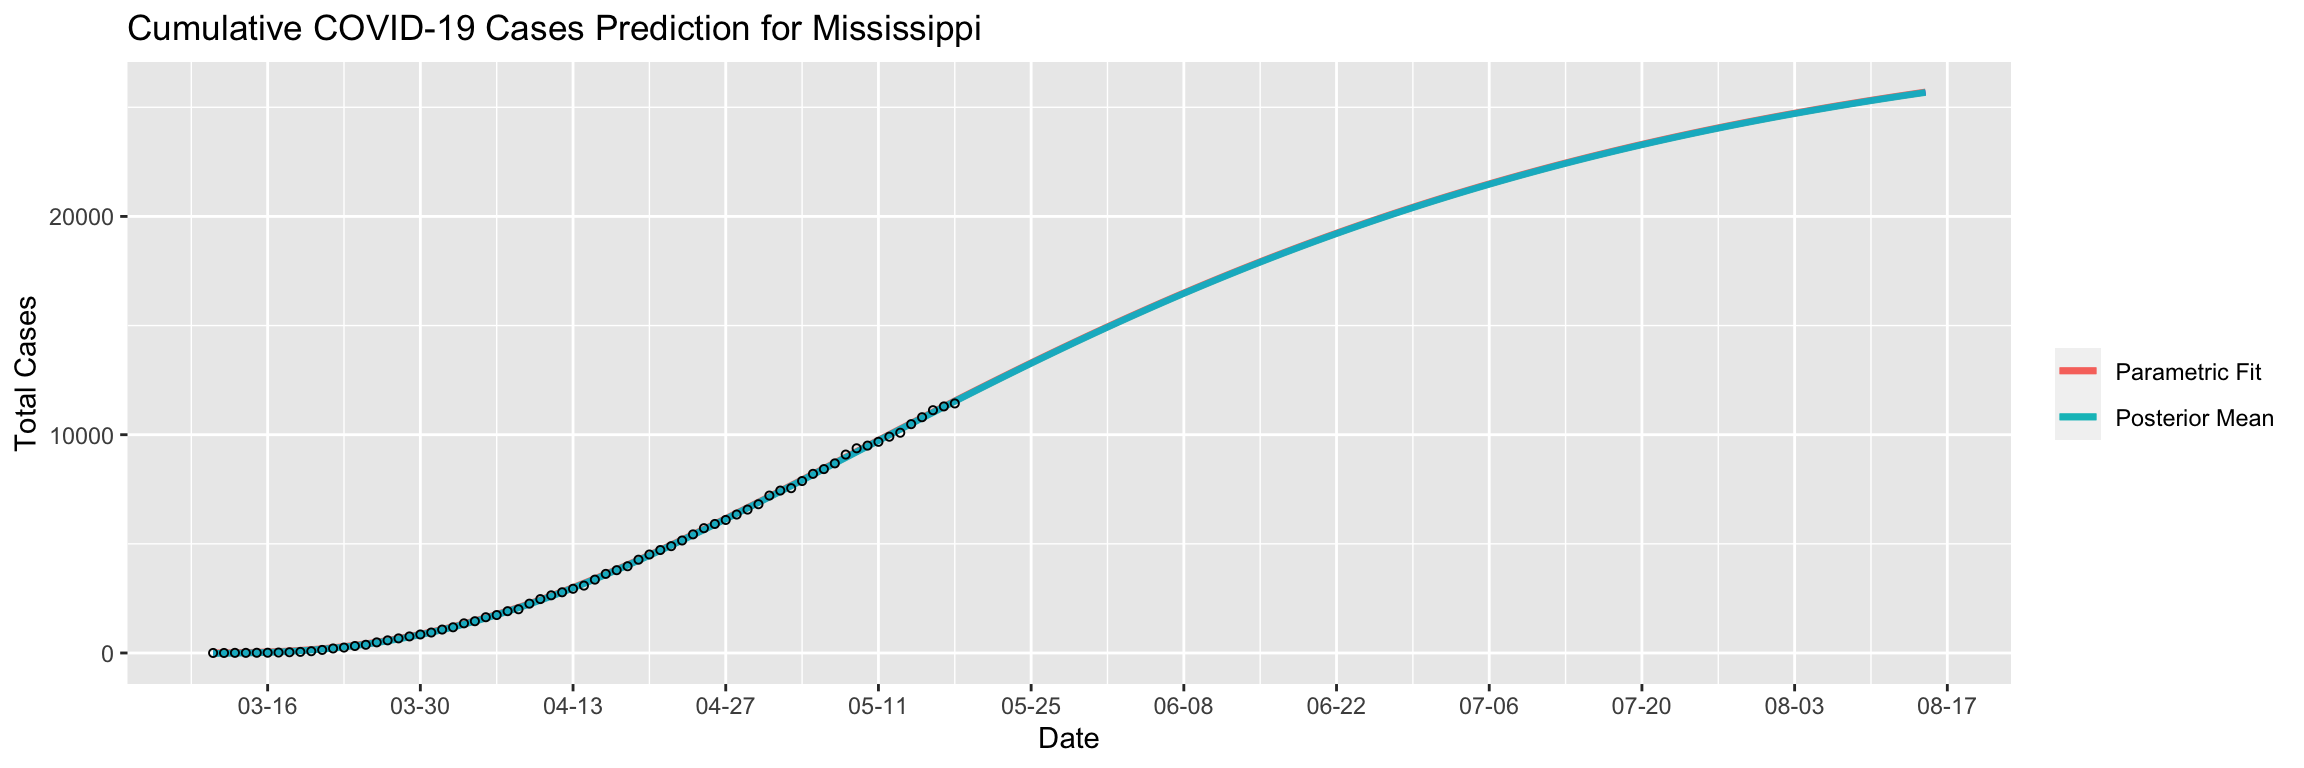 Cumulative COVID-19 Cases Prediction for Mississippi
20000
10000
0
Total Cases
03-16 03-30 04-13 04-27 05-11 05-25 06-08 06-22 07-06 07-20 08-03 08-17
Date
Parametric Fit
Posterior Mean